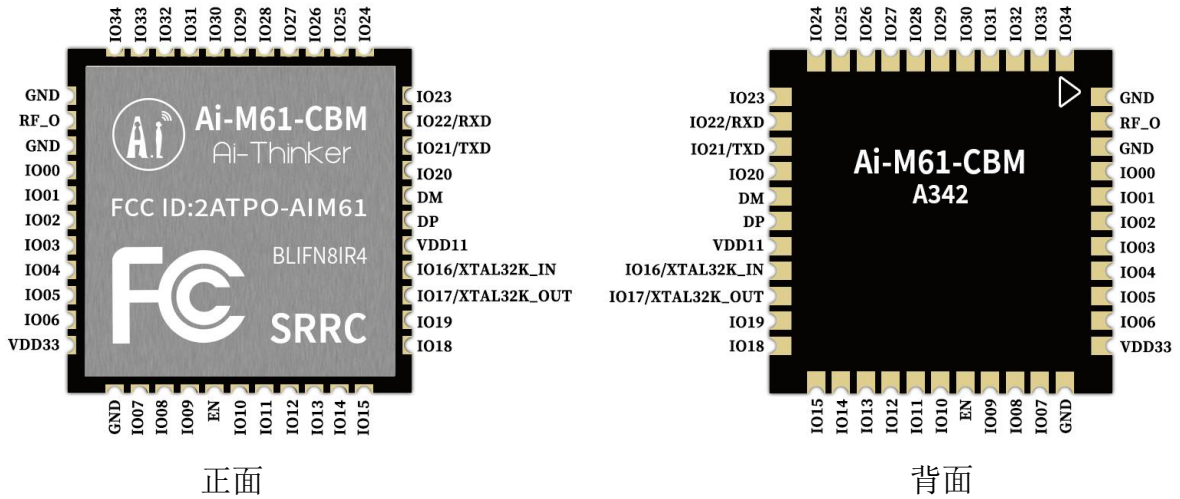 IO34 IO33 IO32 IO31 IO30 IO29 IO28 IO27 IO26 IO25 IO24
GND
RF_O
GND
IO00
IO01
IO02
IO03
IO04
IO05
IO06
VDD33
A.i
Ai-M61-CBM
Ai-Thinker
FCC ID:2ATPO-AIM61
BLIFN8IR4
FC
SRRC
IO23
IO22/RXD
IO21/TXD
IO20
DM
DP
VDD11
IO16/XTAL32K_IN
IO17/XTAL32K_OUT
IO19
IO18
GND IO07 IO08 IO09 EN IO10 IO11 IO12 IO13 IO14 IO15
正面
IO24 IO25 IO26 IO27 IO28 IO29 IO30 IO31 IO32 IO33 IO34
IO23
IO22/RXD
IO21/TXD
IO20
DM
DP
VDD11
IO16/XTAL32K_IN
IO17/XTAL32K_OUT
IO19
IO18
Ai-M61-CBM
A342
GND
RF_O
GND
IO00
IO01
IO02
IO03
IO04
IO05
IO06
VDD33
IO15 IO14 IO13 IO12 IO11 IO10 EN IO09 IO08 IO07 GND
背面